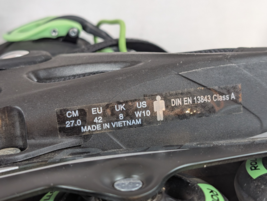 CM EU UK US
27.0 42 8 W10
MADE IN VIETNAM
DIN EN 13843 Class A